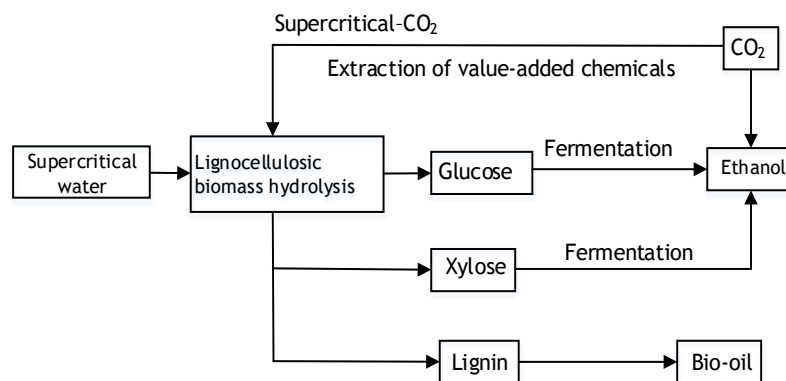 Supercritical–CO₂
CO₂
Extraction of value-added chemicals
Supercritical
water
Lignocellulosic
biomass hydrolysis
Glucose
Fermentation
Ethanol
Xylose
Fermentation
Lignin
Bio-oil